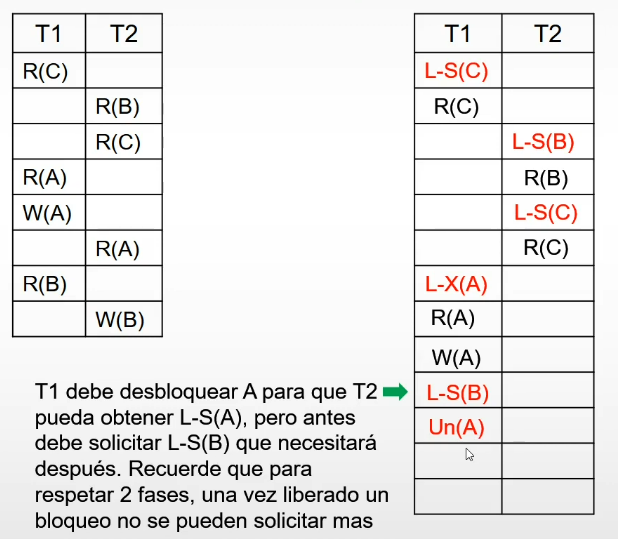 T1 T2
R(C)
R(B)
R(C)
R(A)
W(A)
R(A)
R(B)
W(B)
T1 debe desbloquear A para que T2
pueda obtener L-S(A), pero antes
debe solicitar L-S(B) que necesitará
después. Recuerde que para
respetar 2 fases, una vez liberado un
bloqueo no se pueden solicitar mas
T1 T2
L-S(C)
R(C)
L-S(B)
R(B)
L-S(C)
R(C)
L-X(A)
R(A)
W(A)
L-S(B)
Un(A)